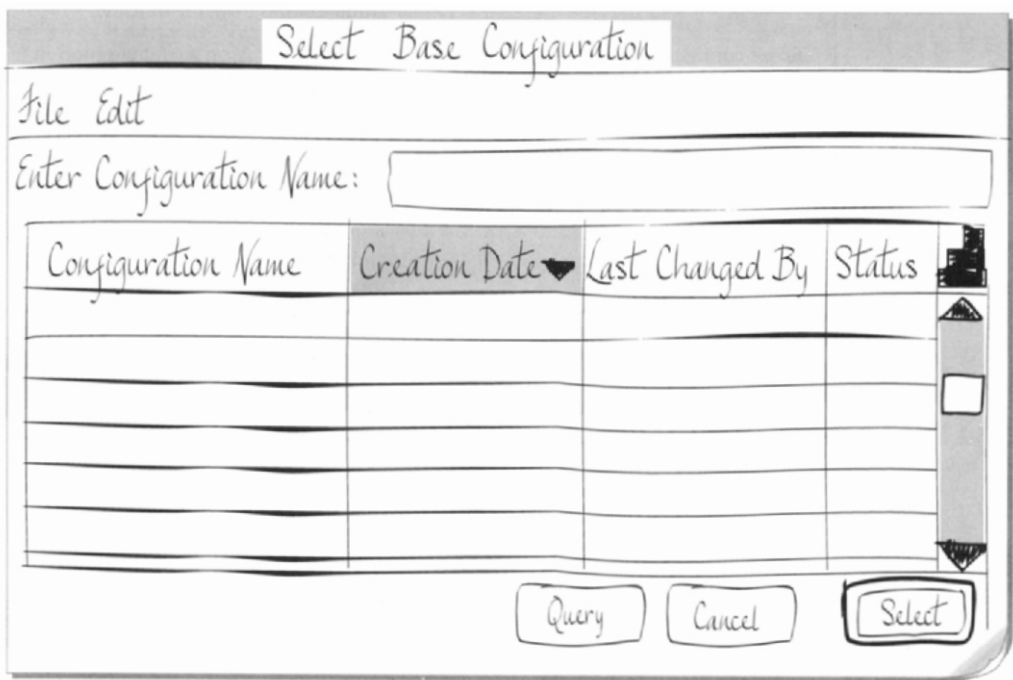 Select Base Configuration
File Edit
Enter Configuration Name:
Configuration Name Creation Date Last Changed By Status
Query Cancel Select